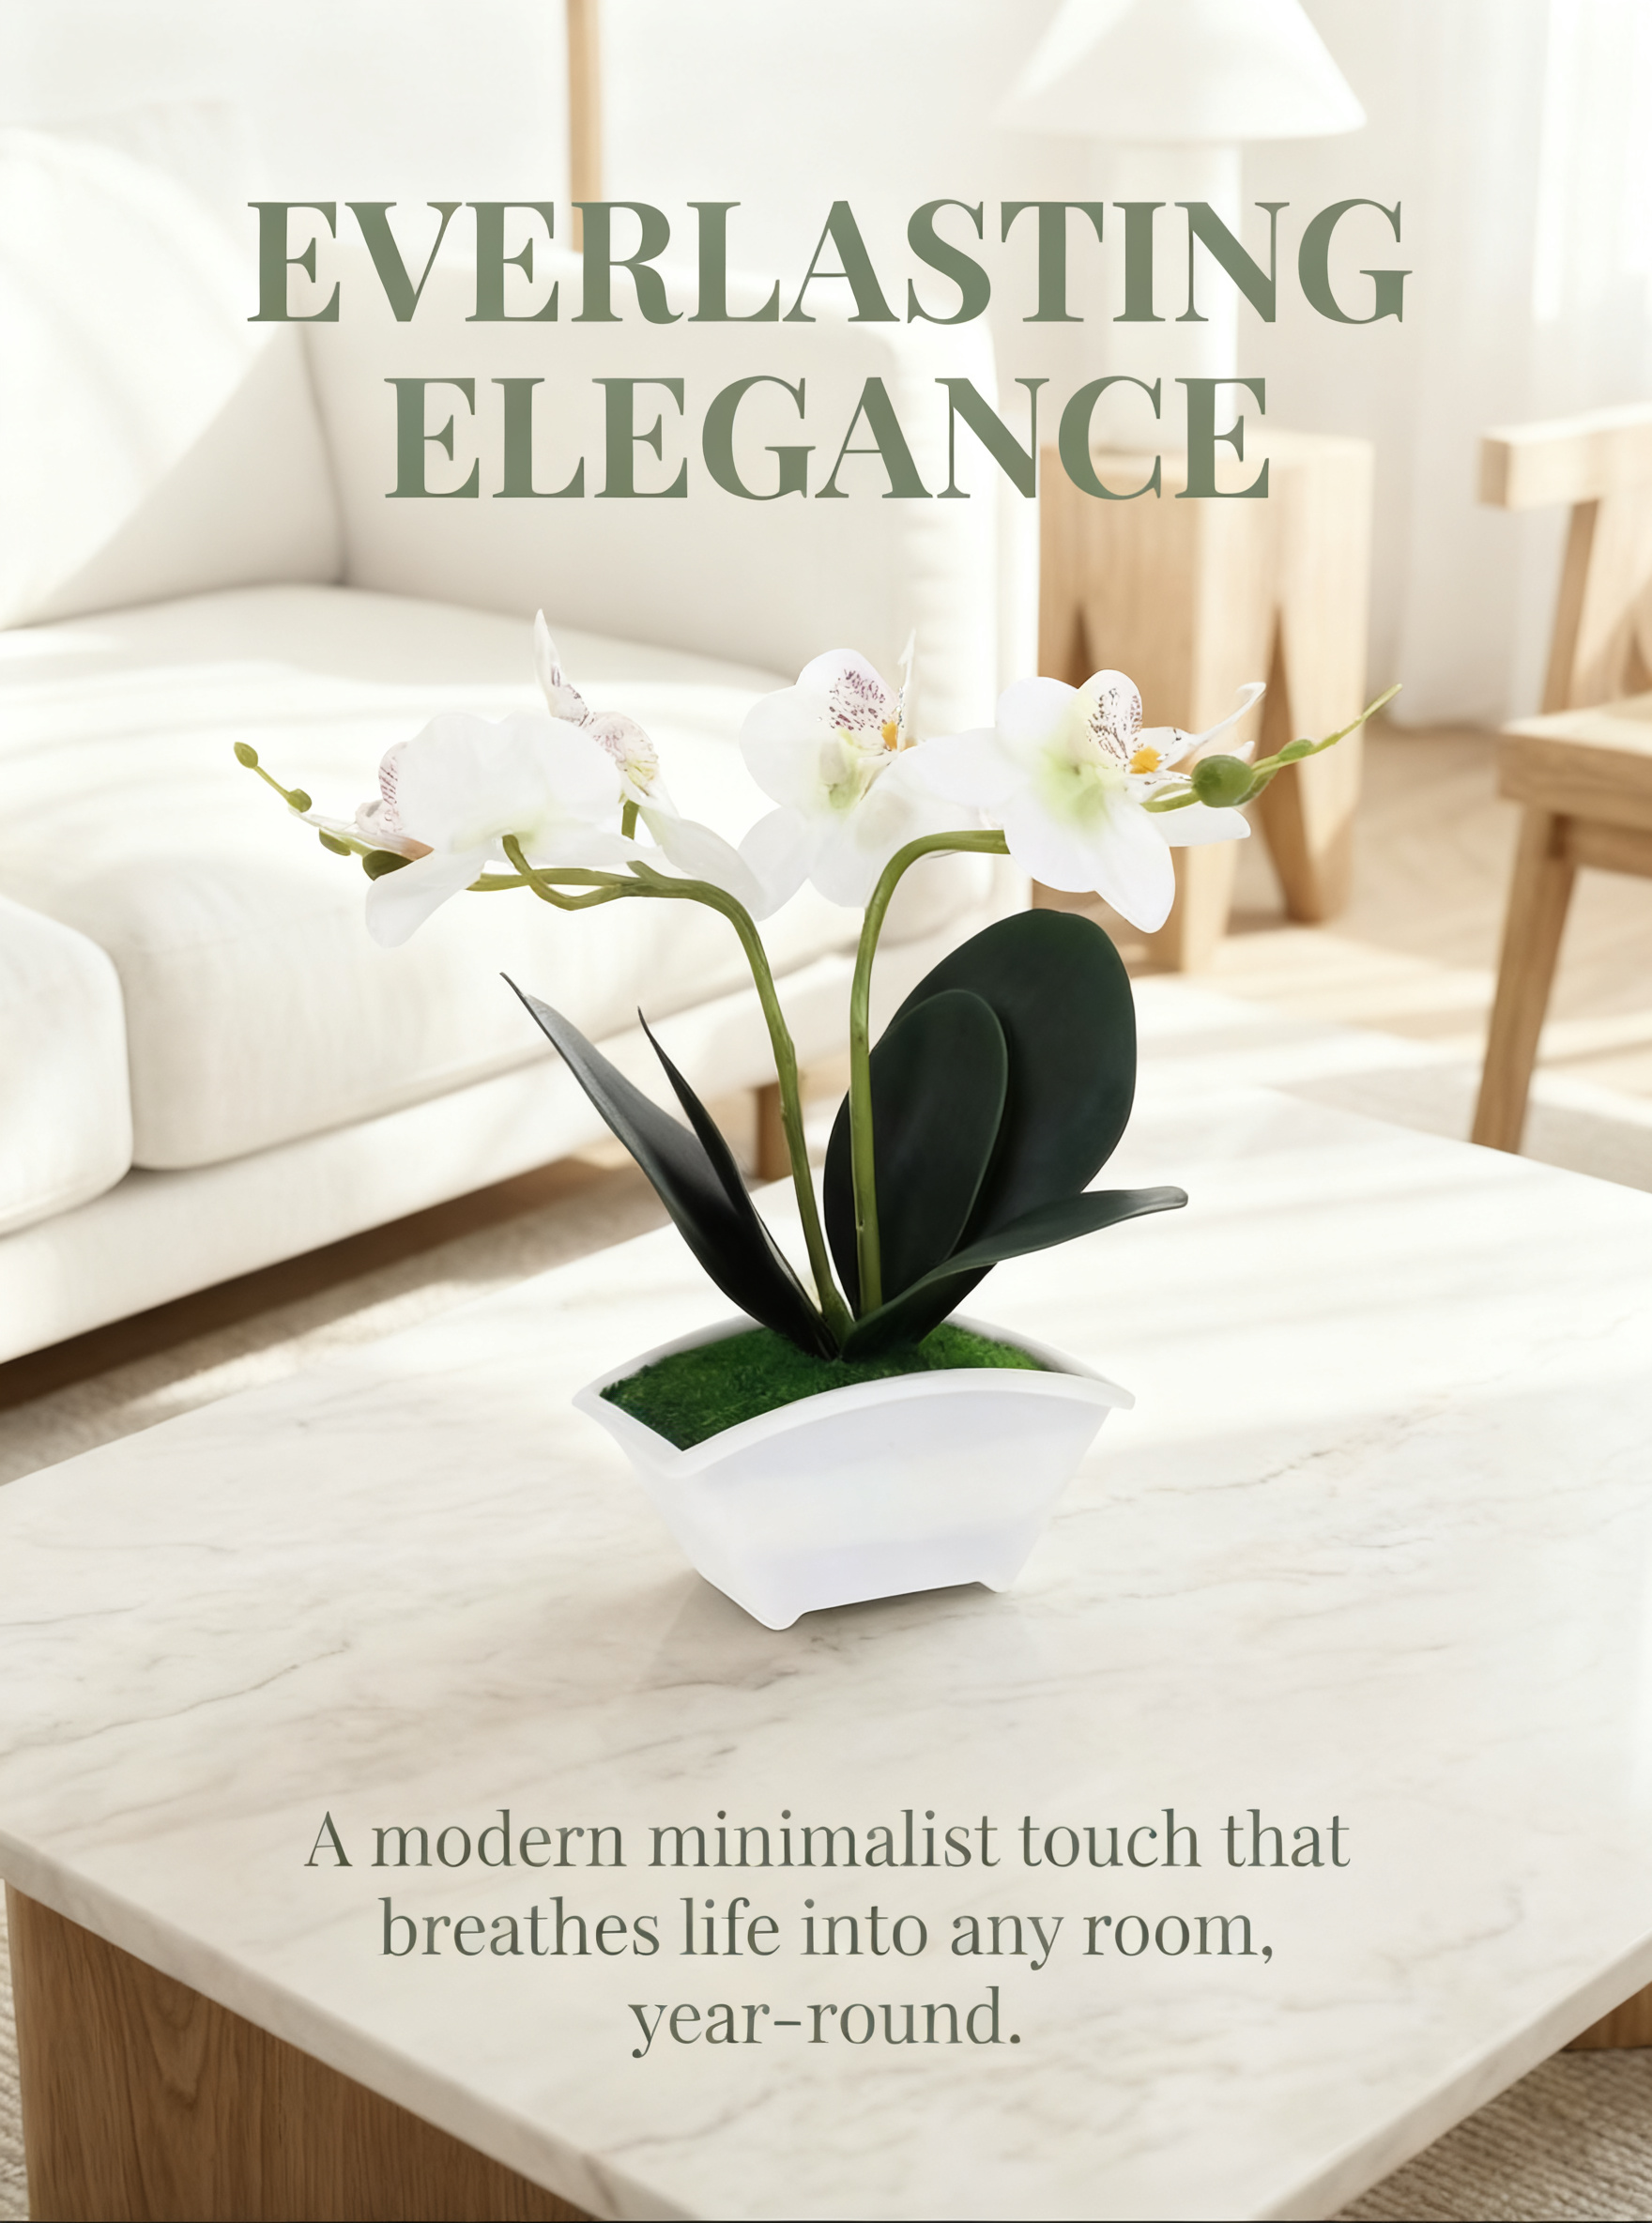 EVERLASTING
ELEGANCE
A modern minimalist touch that
breathes life into any room,
year-round.